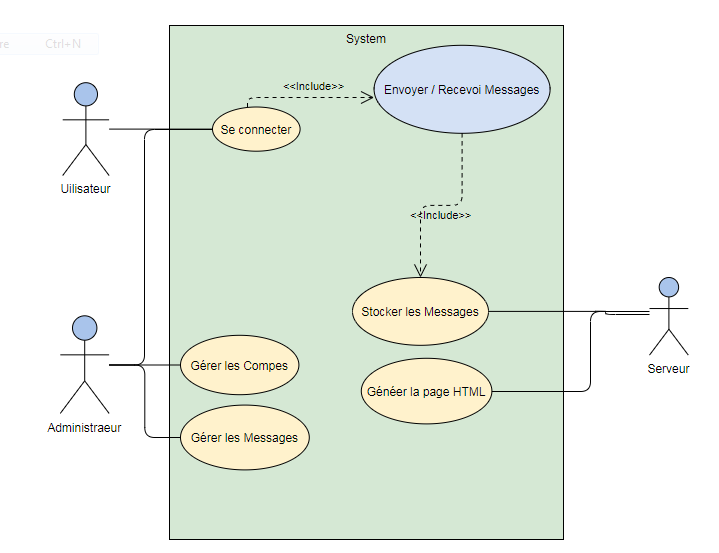 re Ctrl+N
System
<<Include>>
Envoyer / Recevoi Messages
Se connecter
Uilisateur
<<Include>>
Stocker les Messages
Serveur
Gérer les Compes
Généer la page HTML
Administraeur
Gérer les Messages